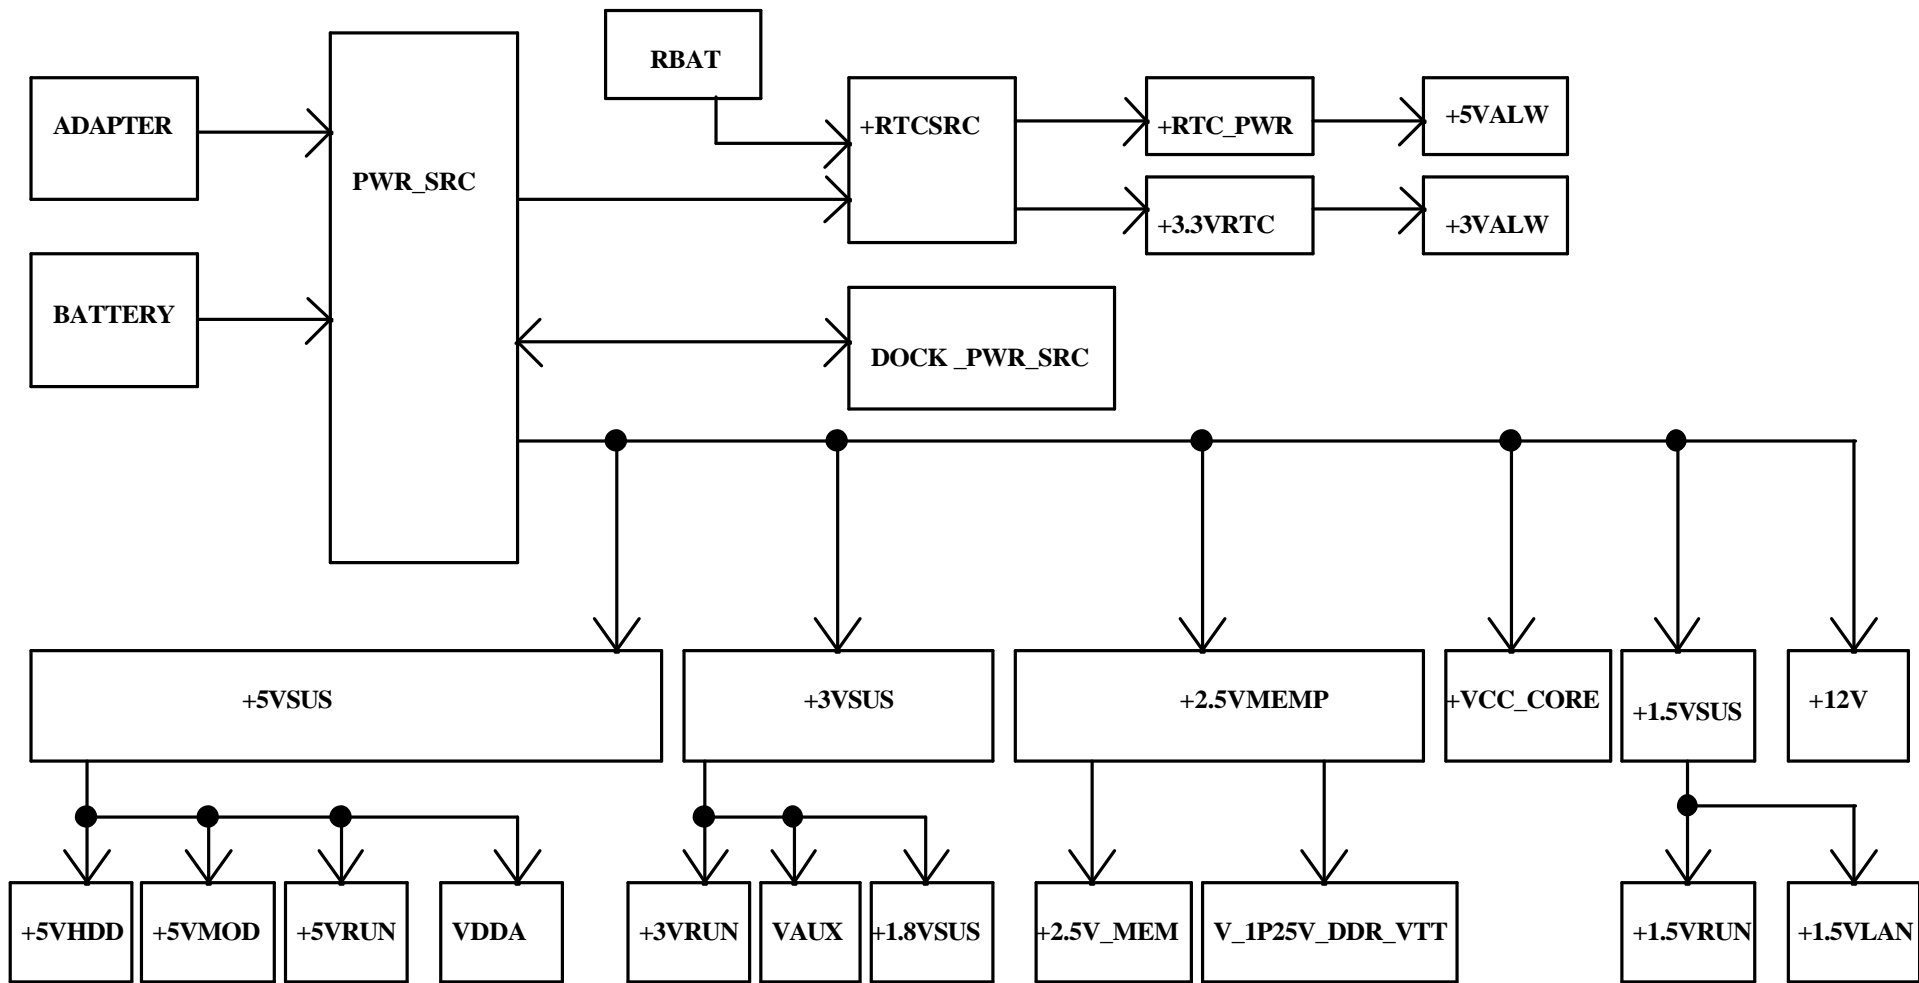 RBAT
ADAPTER
+RTCSRC
+RTC_PWR
+5VALW
PWR_SRC
+3.3VRTC
+3VALW
BATTERY
DOCK _PWR_SRC
+5VSUS
+3VSUS
+2.5VMEMP
+VCC_CORE
+1.5VSUS
+12V
+5VHDD
+5VMOD
+5VRUN
VDDA
+3VRUN
VAUX
+1.8VSUS
+2.5V_MEM
V_1P25V_DDR_VTT
+1.5VRUN
+1.5VLAN